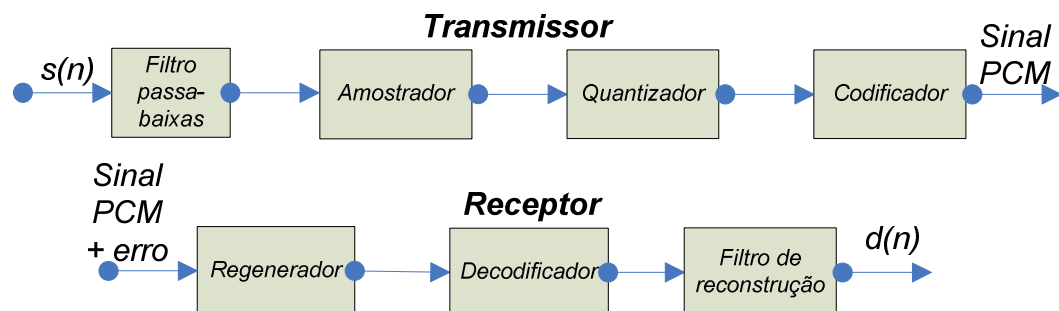 Transmissor
s(n)
Filtro
passa-
baixas
Amostrador
Quantizador
Codificador
Sinal
PCM
Sinal
PCM
+ erro
Receptor
Regenerador
Decodificador
Filtro de
reconstrução
d(n)